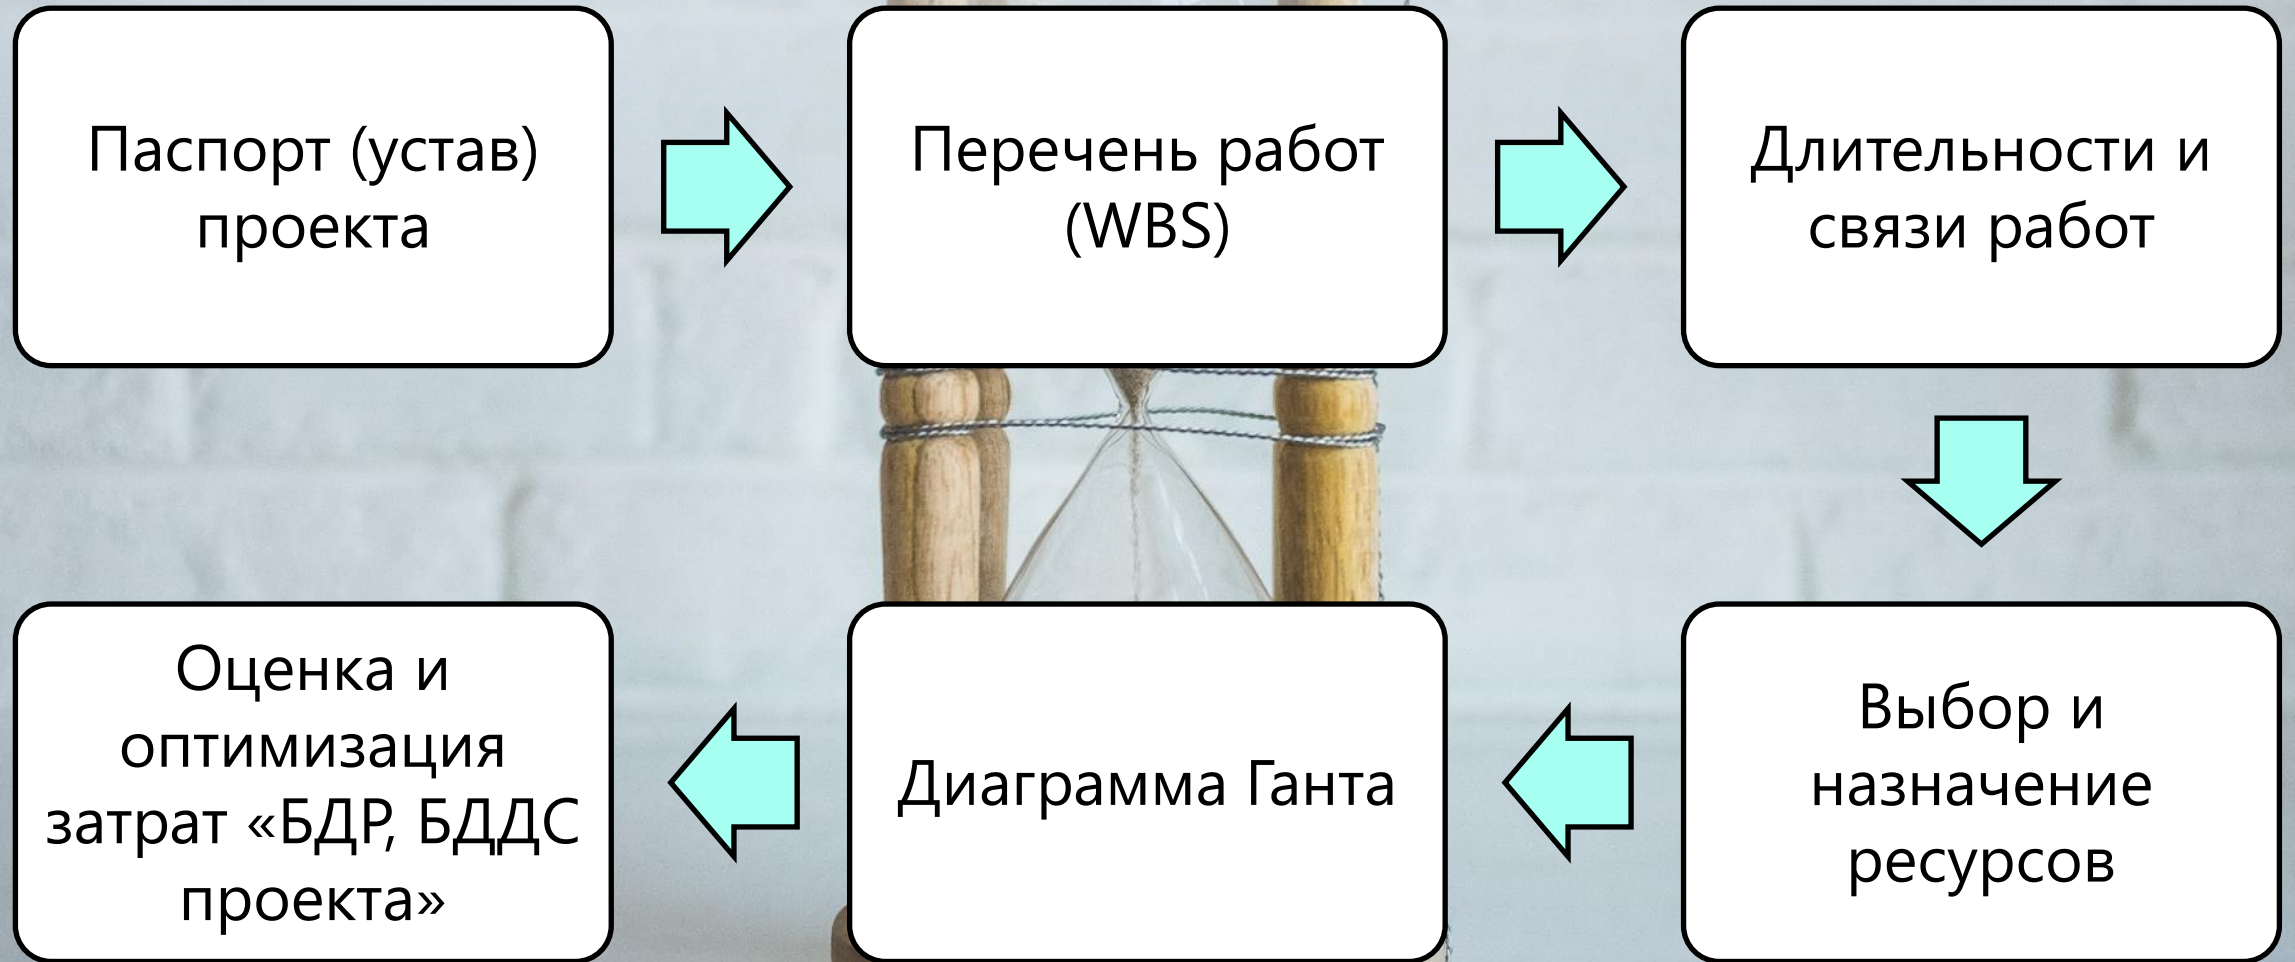 Паспорт (устав)
проекта
Перечень работ
(WBS)
Длительности и
связи работ
Выбор и
назначение
ресурсов
Диаграмма Ганта
Оценка и
оптимизация
затрат «БДР, БДДС
проекта»